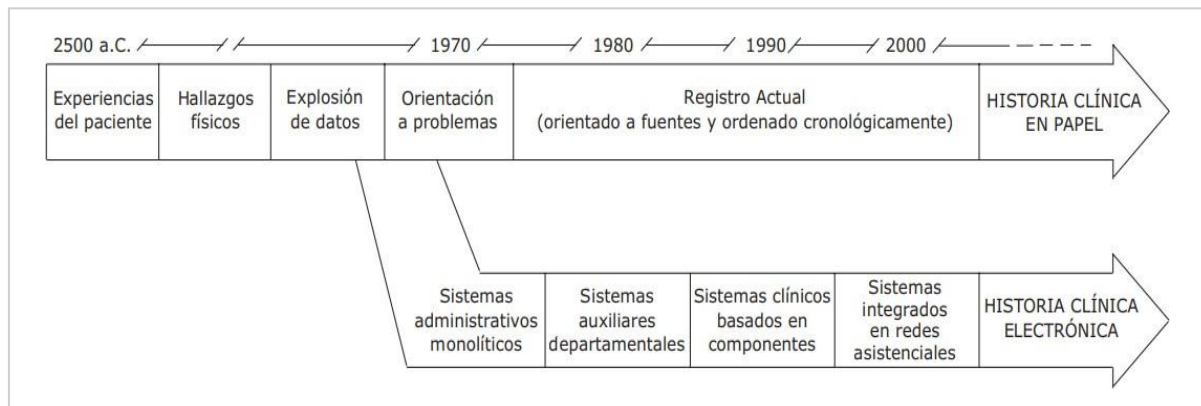 2500 a.C. 1970 1980 1990 2000
Experiencias
del paciente
Hallazgos
físicos
Explosión
de datos
Orientación
a problemas
Registro Actual
(orientado a fuentes y ordenado cronológicamente)
HISTORIA CLÍNICA
EN PAPEL
Sistemas
administrativos
monolíticos
Sistemas
auxiliares
departamentales
Sistemas clínicos
basados en
componentes
Sistemas
integrados
en redes
asistenciales
HISTORIA CLÍNICA
ELECTRÓNICA